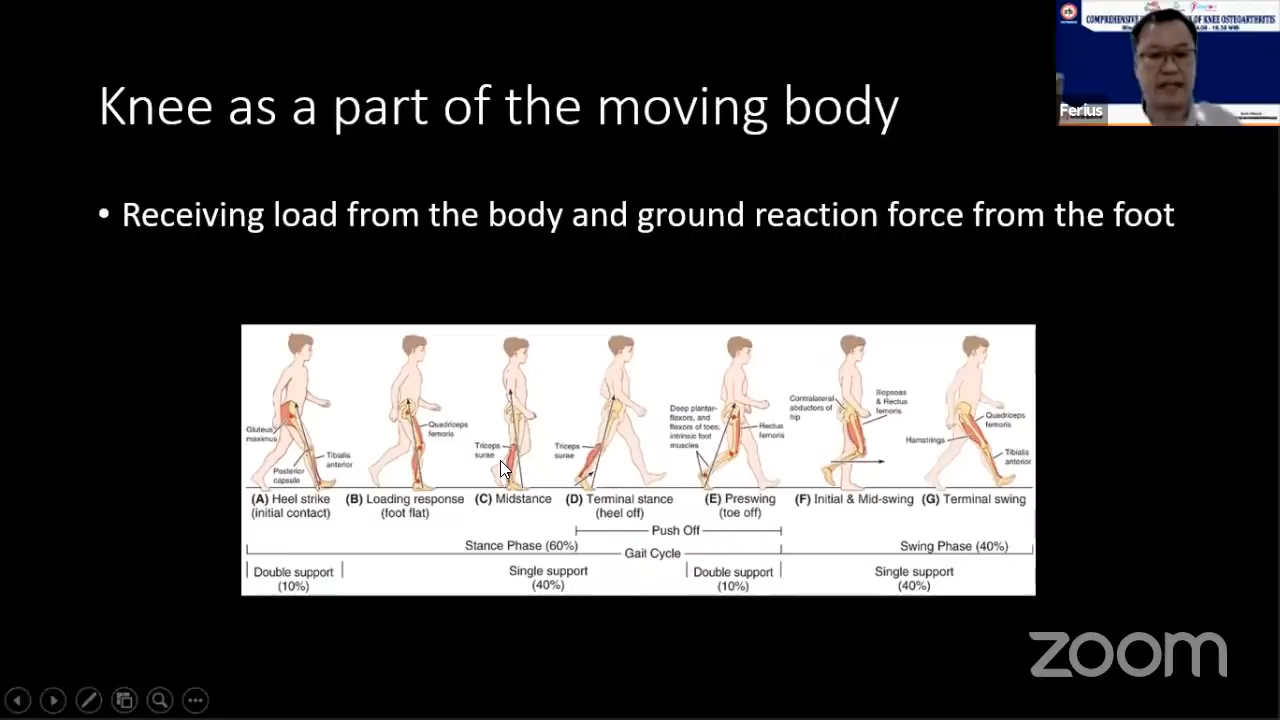 COMPREHENSIVE
OF KNEE OSTEOARTHRITIS
Ferius
Knee as a part of the moving body
• Receiving load from the body and ground reaction force from the foot
Gluteus
maximus
Posterior
capsule
Tibialis
anterior
Quadriceps
femoris
Triceps
surae
Triceps
surae
Deep plantar-
flexors, and
flexors of toes;
intrinsic foot
muscles
Rectus
femoris
Contralateral
abductors of
hip
Iliopsoas
& Rectus
femoris
Hamstrings
Quadriceps
femoris
Tibialis
anterior
(A) Heel strike
(initial contact)
(B) Loading response
(foot flat)
(C) Midstance
(D) Terminal stance
(heel off)
(E) Preswing
(toe off)
(F) Initial & Mid-swing
(G) Terminal swing
Push Off
Stance Phase (60%)
Gait Cycle
Swing Phase (40%)
Double support
(10%)
Single support
(40%)
Double support
(10%)
Single support
(40%)
zoom